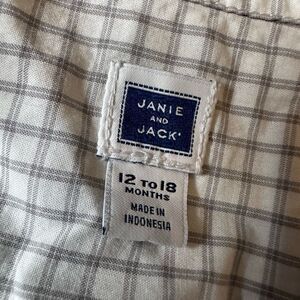 JANIE
AND
JACK®
12 TO 18
MONTHS
MADE IN
INDONESIA